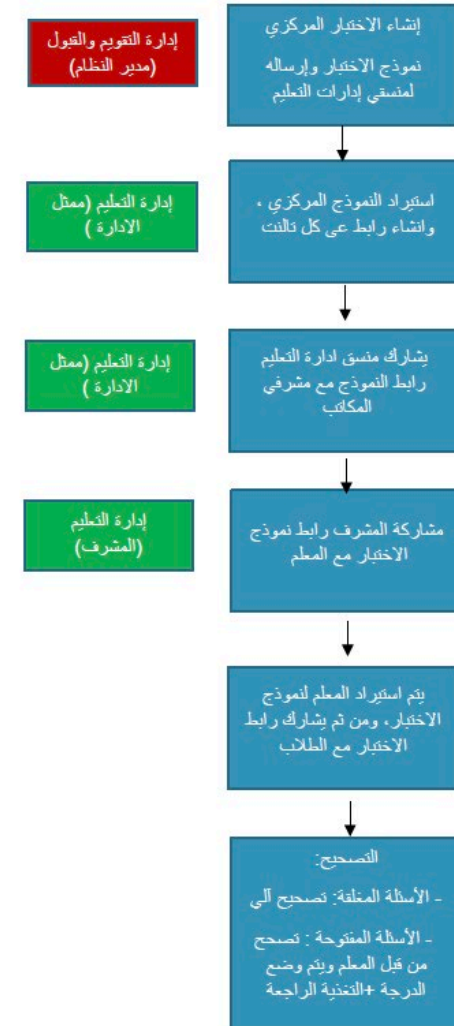 إنشاء الاختبار المركزي
نموذج الاختبار وإرساله
لمنسقي إدارات التعليم
إدارة التقويم والقبول
(مدير النظام)
استيراد النموذج المركزي ،
وانشاء رابط عى كل تالنت
إدارة التعليم (ممثل
الادارة )
يشارك منسق ادارة التعليم
رابط النموذج مع مشرفي
المكاتب
إدارة التعليم (ممثل
الادارة )
مشاركة المشرف رابط نموذج
الاختبار مع المعلم
إدارة التعليم
(المشرف)
يتم استيراد المعلم لنموذج
الاختبار، ومن ثم يشارك رابط
الاختبار مع الطلاب
التصحيح:
- الأسئلة المغلقة: تصحيح آلي
- الأسئلة المفتوحة : تصحح
من قبل المعلم ويتم وضع
الدرجة +التغذية الراجعة